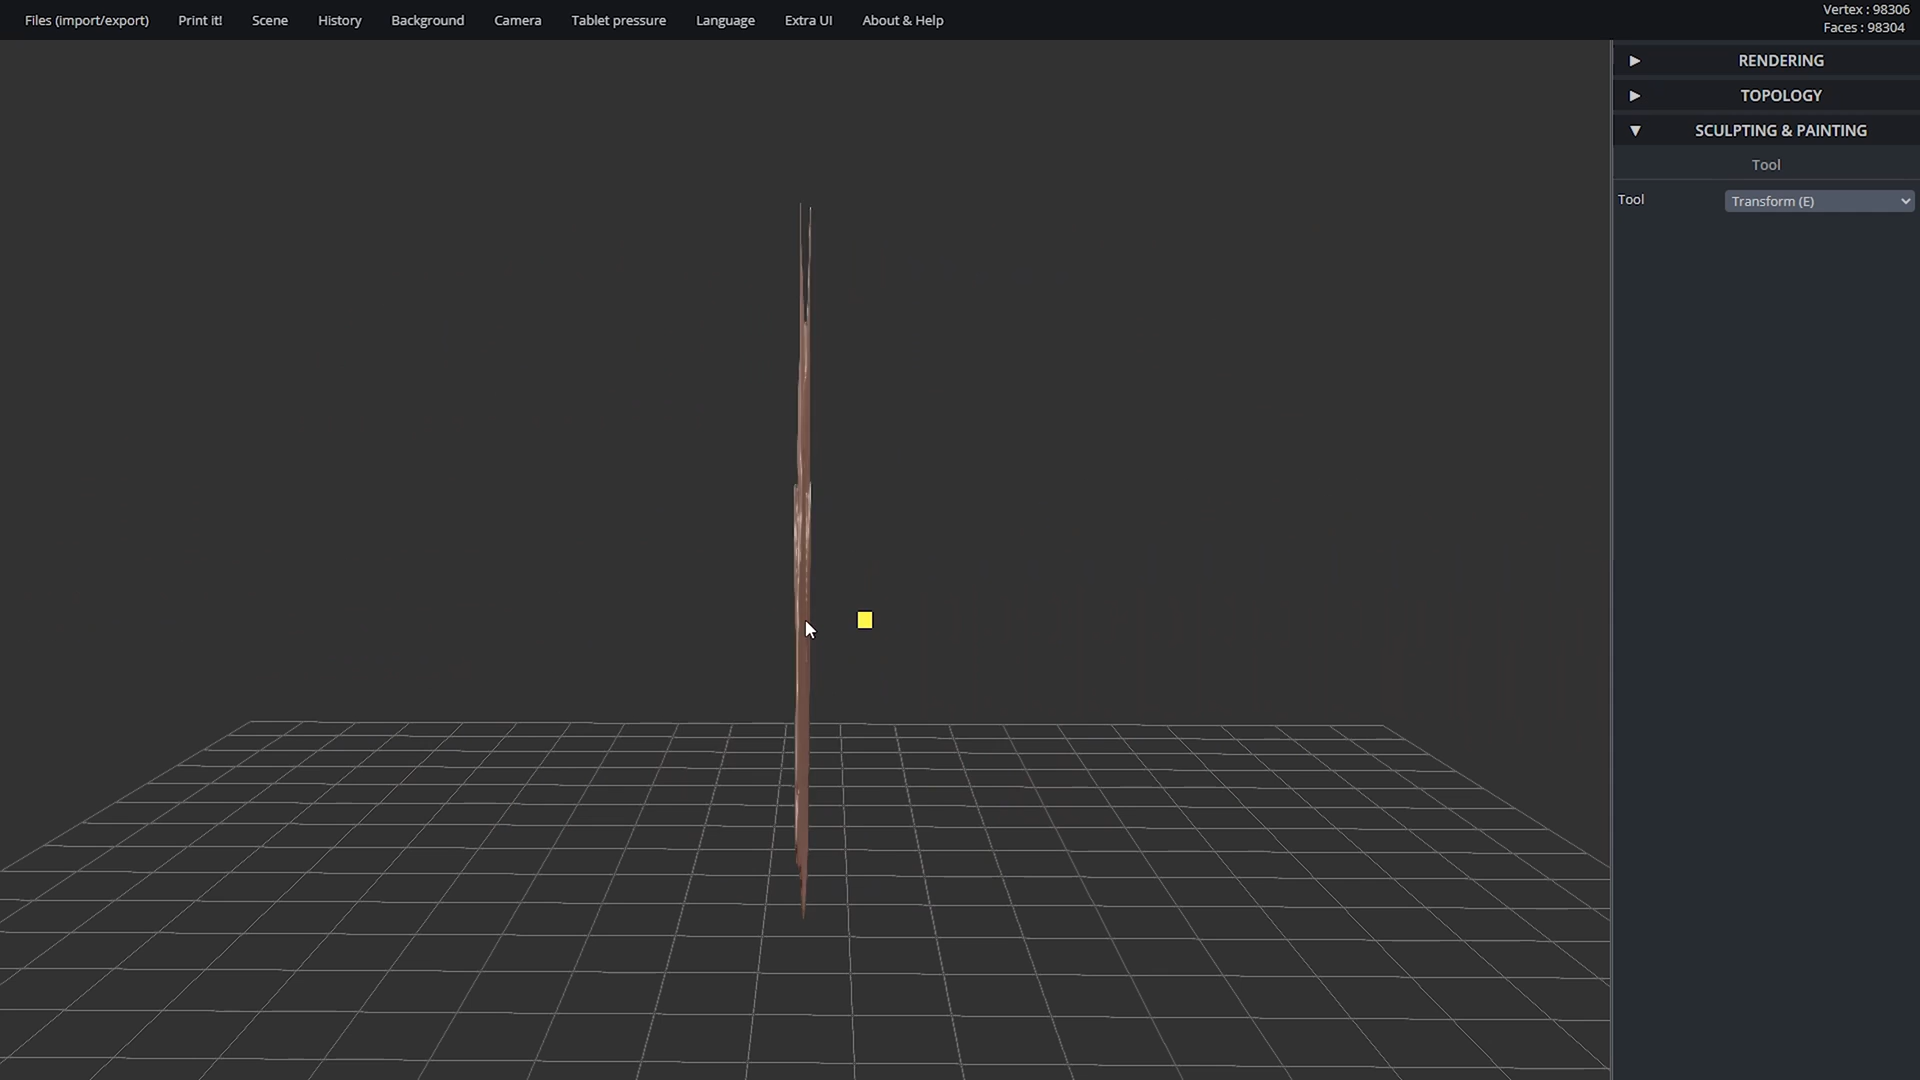 Files (import/export) Print it! Scene History Background Camera Tablet pressure Language Extra UI About & Help
Vertex : 98306
Faces : 98304
RENDERING
TOPOLOGY
SCULPTING & PAINTING
Tool
Tool Transform (E)